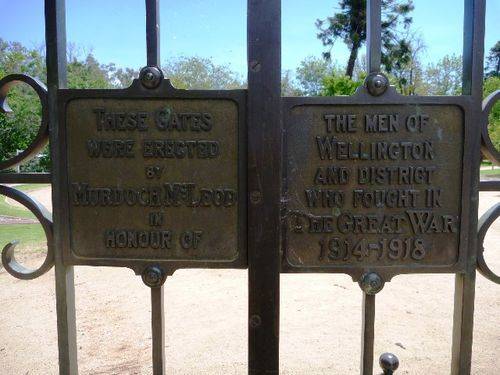 THESE GATES
WERE ERECTED
BY
MURDOCH MCLEOD
IN
HONOUR OF
THE MEN OF
WELLINGTON
AND DISTRICT
WHO FOUGHT IN
THE GREAT WAR
1914-1918